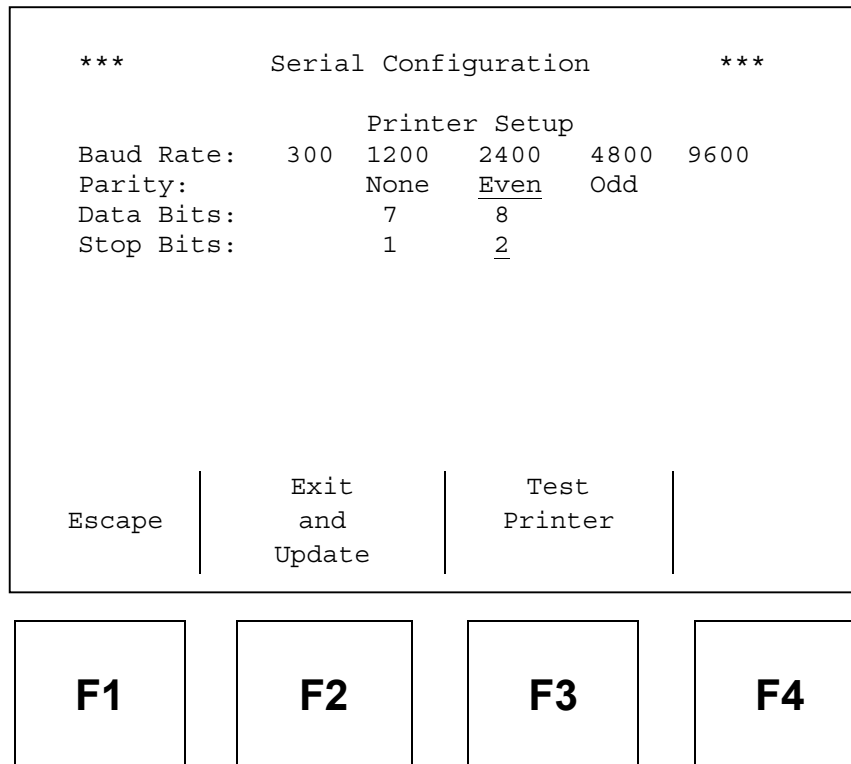 *** Serial Configuration ***
Printer Setup
Baud Rate: 300 1200 2400 4800 9600
Parity: None Even Odd
Data Bits: 7 8
Stop Bits: 1 2
Escape
Exit
and
Update
Test
Printer
F1 F2 F3 F4